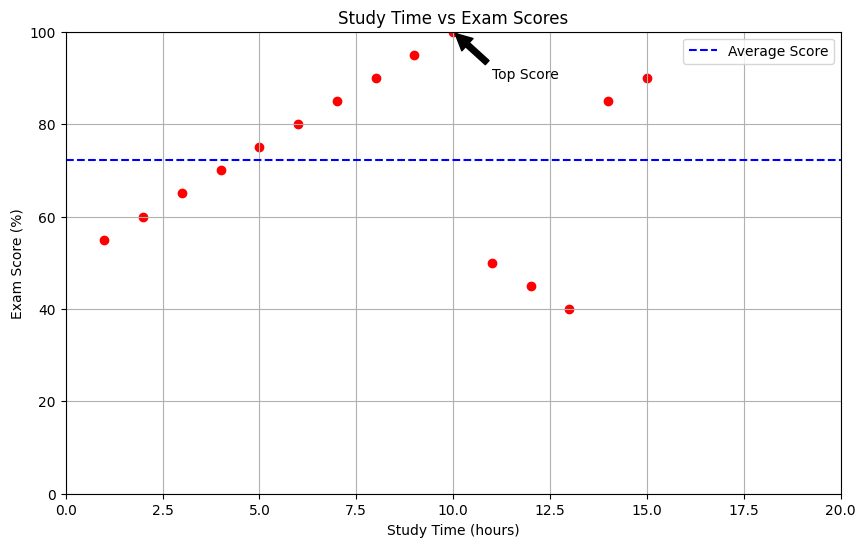 Study Time vs Exam Scores
Average Score
Top Score
Exam Score (%)
100
80
60
40
20
0
0.0 2.5 5.0 7.5 10.0 12.5 15.0 17.5 20.0
Study Time (hours)